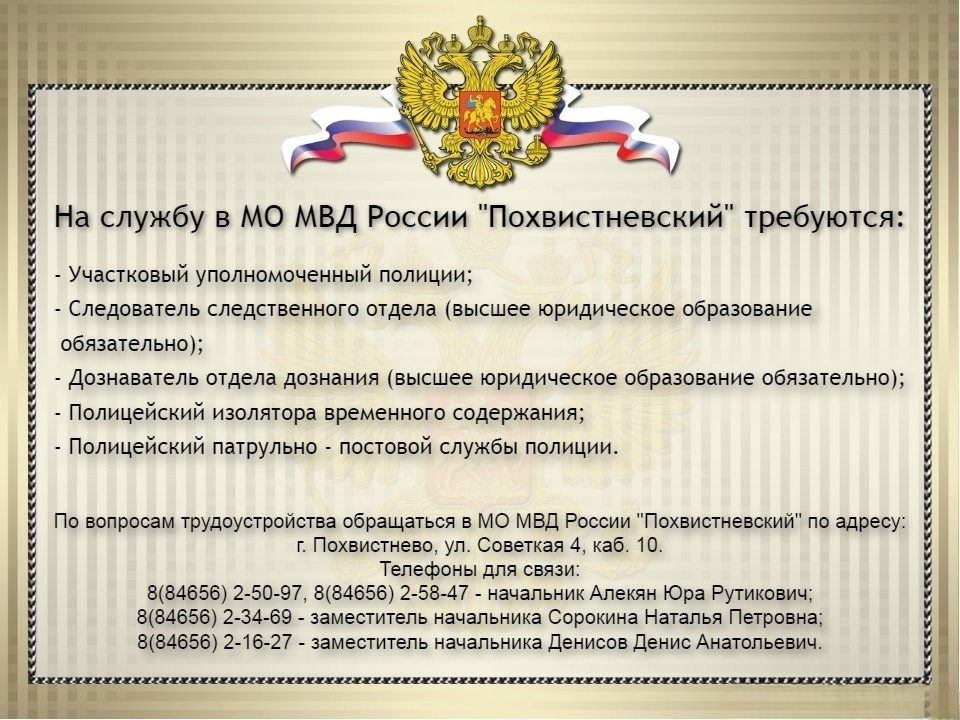 На службу в МО МВД России "Похвистневский" требуются:
- Участковый уполномоченный полиции;
- Следователь следственного отдела (высшее юридическое образование
обязательно);
- Дознаватель отдела дознания (высшее юридическое образование обязательно);
- Полицейский изолятора временного содержания;
- Полицейский патрульно - постовой службы полиции.
По вопросам трудоустройства обращаться в МО МВД России "Похвистневский" по адресу:
г. Похвистнево, ул. Советкая 4, каб. 10.
Телефоны для связи:
8(84656) 2-50-97, 8(84656) 2-58-47 - начальник Алекян Юра Рутикович;
8(84656) 2-34-69 - заместитель начальника Сорокина Наталья Петровна;
8(84656) 2-16-27 - заместитель начальника Денисов Денис Анатольевич.